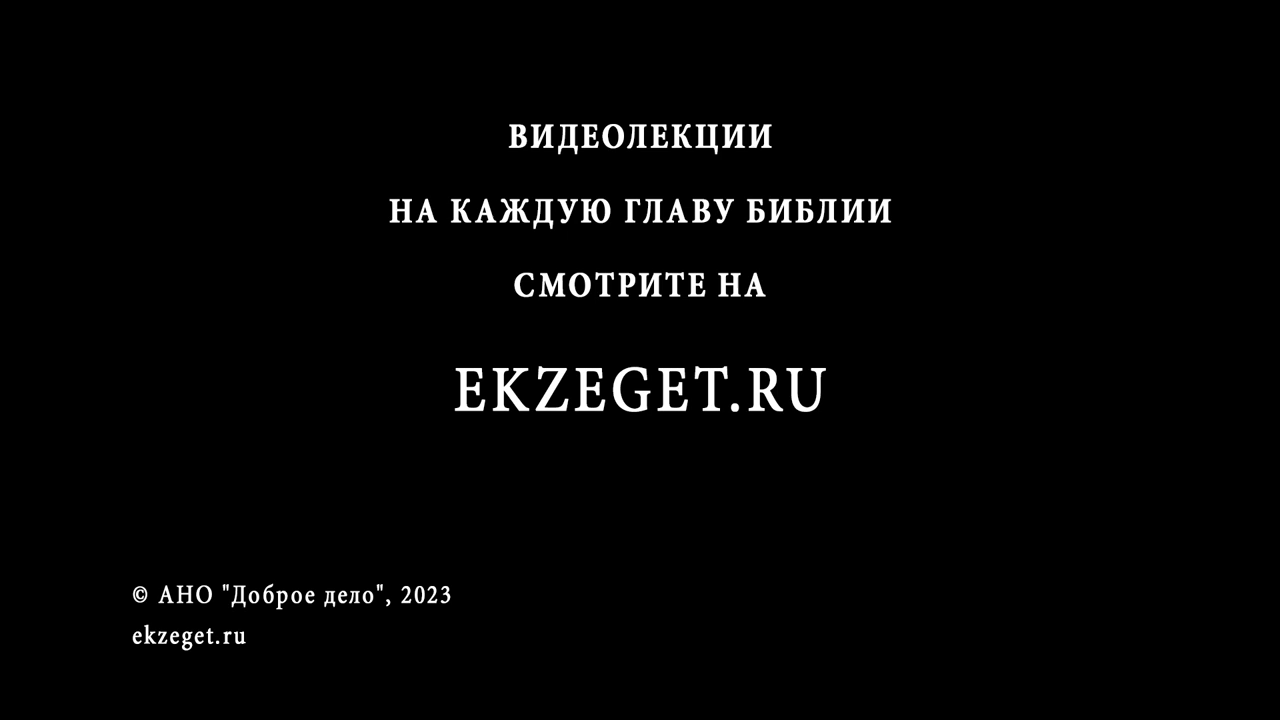 ВИДЕОЛЕКЦИИ
НА КАЖДУЮ ГЛАВУ БИБЛИИ
СМОТРИТЕ НА
EKZEGET.RU
© АНО "Доброе дело", 2023
ekzeget.ru